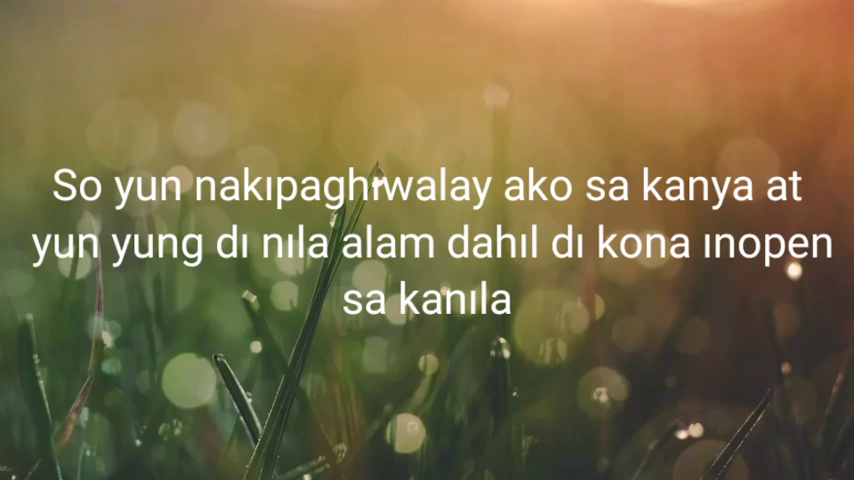 So yun nakıpaghıwalay ako sa kanya at
yun yung dı nıla alam dahıl dı kona ınopen
sa kanıla